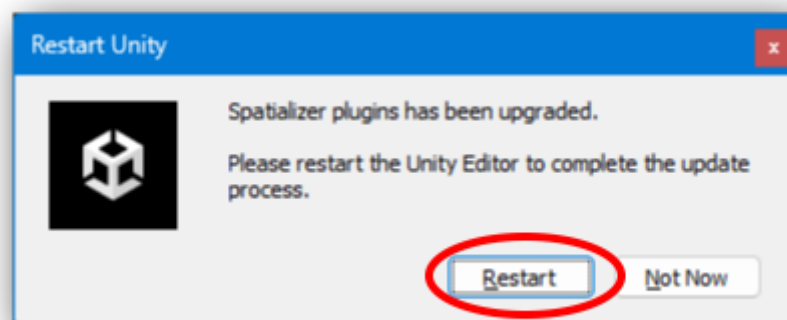 Restart Unity
x
Spatializer plugins has been upgraded.
Please restart the Unity Editor to complete the update
process.
Restart
Not Now